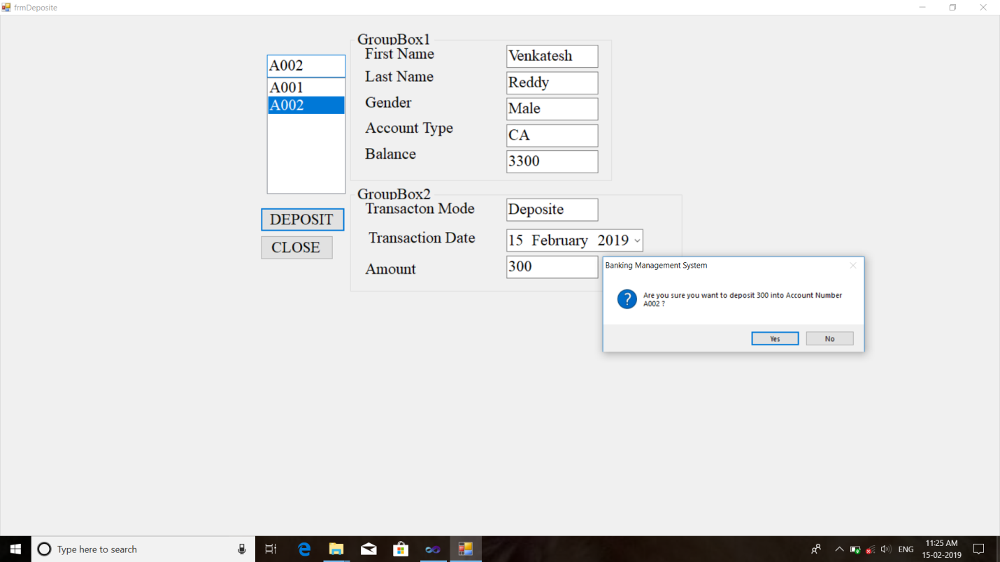 frmDeposite
A002
A001
A002
DEPOSIT
CLOSE
GroupBox1
First Name Venkatesh
Last Name Reddy
Gender Male
Account Type CA
Balance 3300
GroupBox2
Transacton Mode Deposite
Transaction Date 15 February 2019
Amount 300
Banking Management System
? Are you sure you want to deposit 300 into Account Number
A002 ?
Yes No
Type here to search
ENG
11:25 AM
15-02-2019